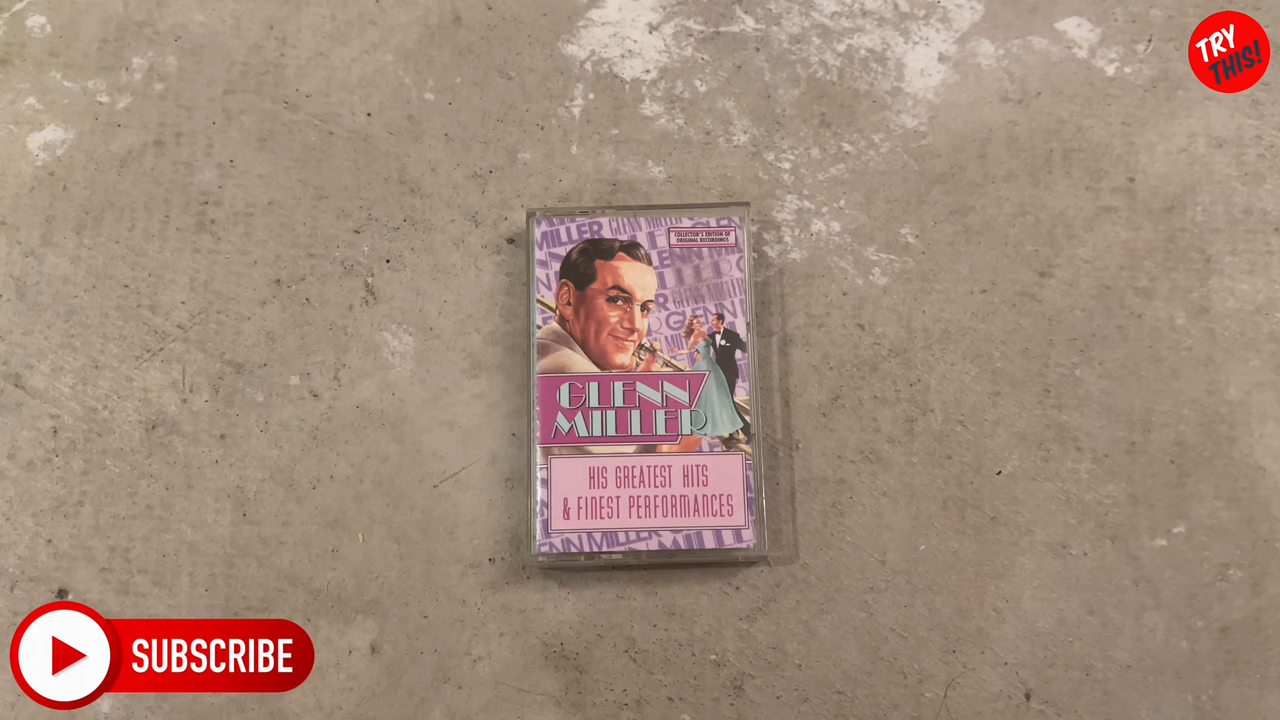 TRY
THIS!
COLLECTOR'S EDITION OF
ORIGINAL RECORDINGS
GLENN
MILLER
HIS GREATEST HITS
& FINEST PERFORMANCES
SUBSCRIBE